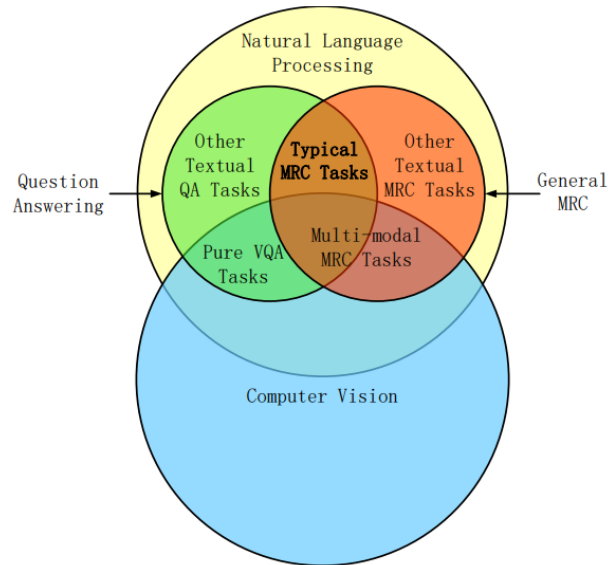 Natural Language
Processing
Other
Textual
QA Tasks
Typical
MRC Tasks
Other
Textual
MRC Tasks
Question
Answering
General
MRC
Pure VQA
Tasks
Multi-modal
MRC Tasks
Computer Vision